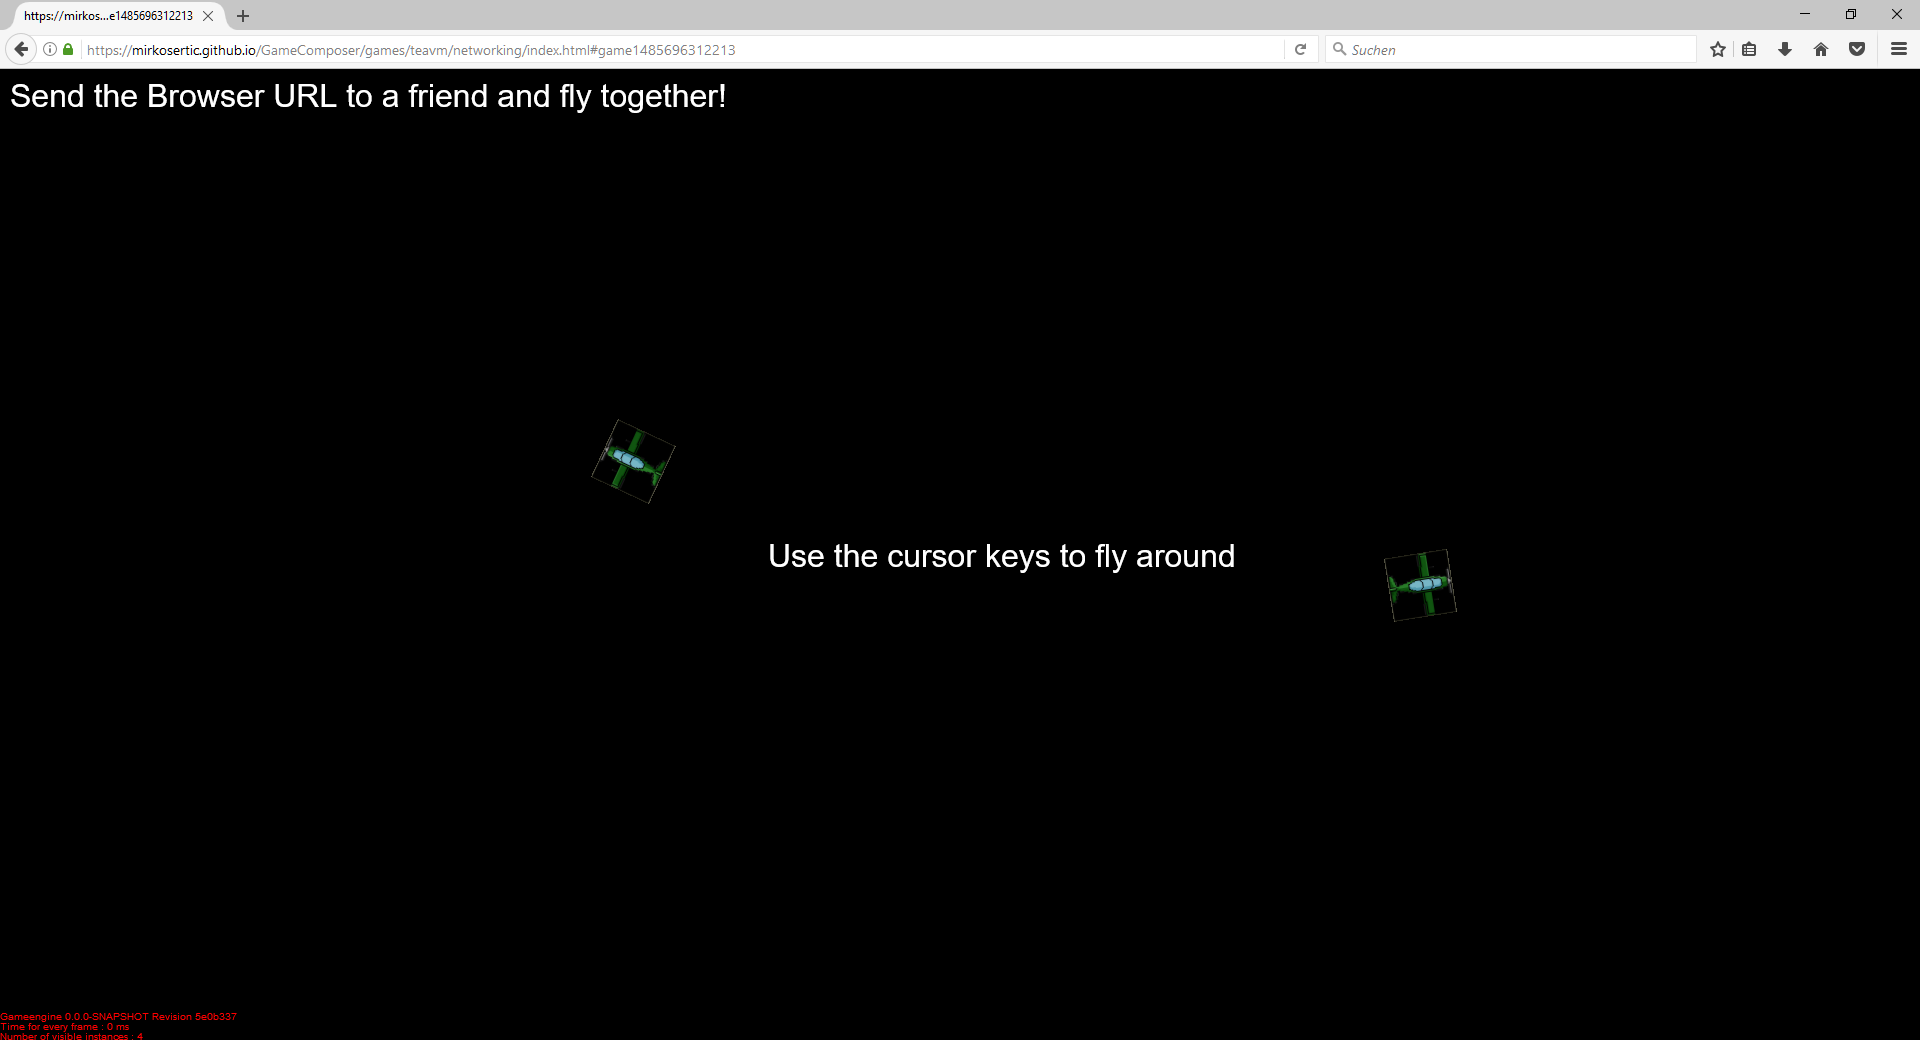 https://mirkos...e1485696312213
https://mirkosertic.github.io/GameComposer/games/teavm/networking/index.html#game1485696312213
Suchen
Send the Browser URL to a friend and fly together!
Use the cursor keys to fly around
Gameengine 0.0.0-SNAPSHOT Revision 5e0b337
Time for every frame : 0 ms
Number of visible instances : 4